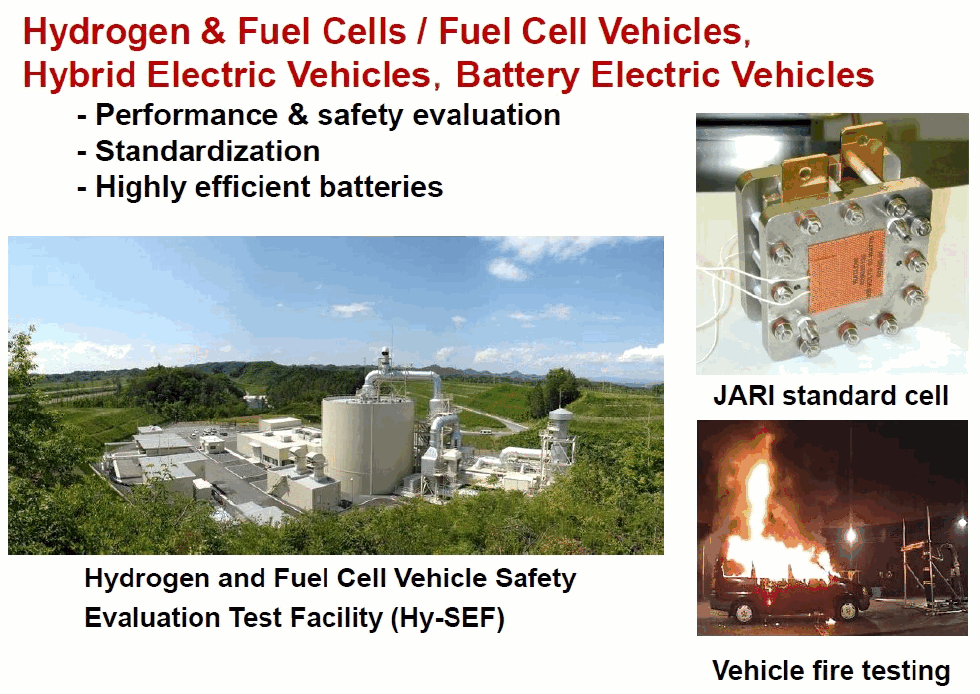 Hydrogen & Fuel Cells / Fuel Cell Vehicles,
Hybrid Electric Vehicles, Battery Electric Vehicles
- Performance & safety evaluation
- Standardization
- Highly efficient batteries
JARI standard cell
Hydrogen and Fuel Cell Vehicle Safety
Evaluation Test Facility (Hy-SEF)
Vehicle fire testing